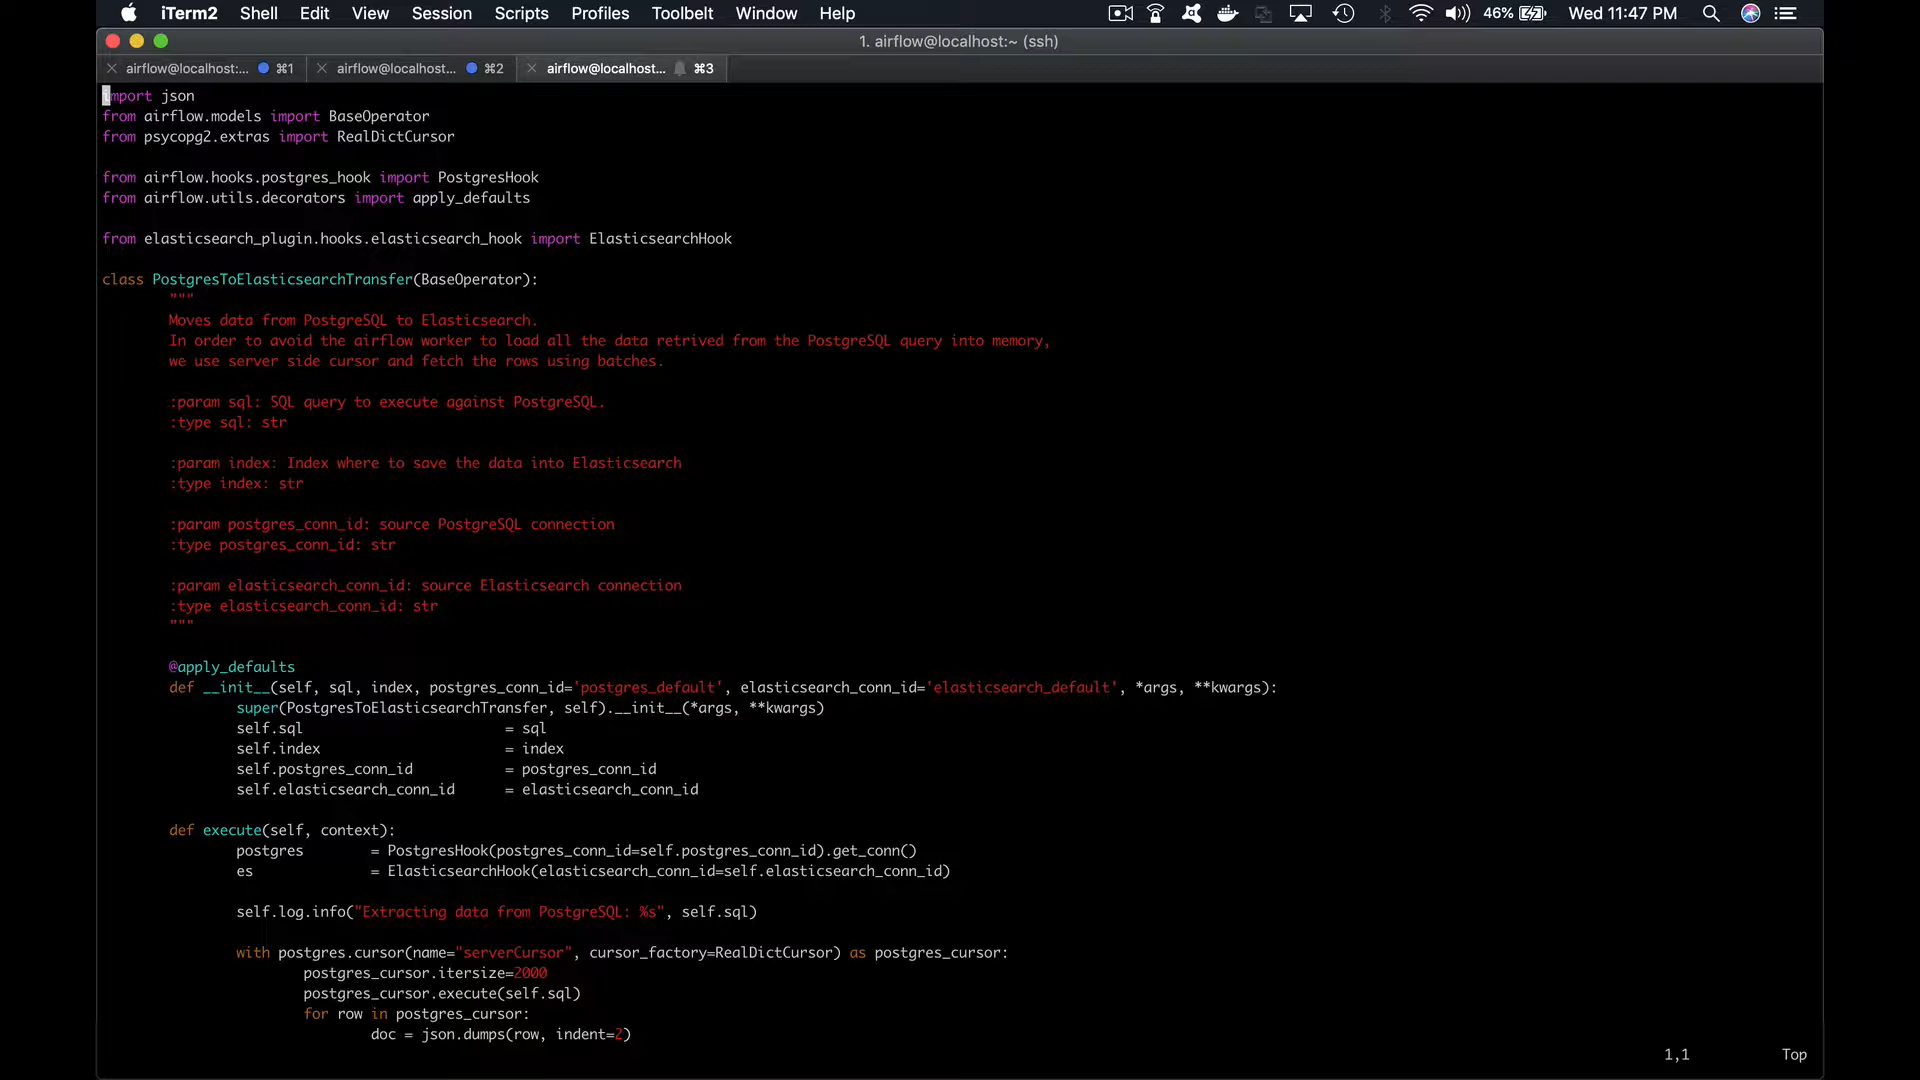 iTerm2 Shell Edit View Session Scripts Profiles Toolbelt Window Help 46% Wed 11:47 PM
1. airflow@localhost:~ (ssh)
airflow@localhost:... ⌘1 airflow@localhost... ⌘2 airflow@localhost... ⌘3
import json
from airflow.models import BaseOperator
from psycopg2.extras import RealDictCursor
from airflow.hooks.postgres_hook import PostgresHook
from airflow.utils.decorators import apply_defaults
from elasticsearch_plugin.hooks.elasticsearch_hook import ElasticsearchHook
class PostgresToElasticsearchTransfer(BaseOperator):
"""
Moves data from PostgreSQL to Elasticsearch.
In order to avoid the airflow worker to load all the data retrived from the PostgreSQL query into memory,
we use server side cursor and fetch the rows using batches.
:param sql: SQL query to execute against PostgreSQL.
:type sql: str
:param index: Index where to save the data into Elasticsearch
:type index: str
:param postgres_conn_id: source PostgreSQL connection
:type postgres_conn_id: str
:param elasticsearch_conn_id: source Elasticsearch connection
:type elasticsearch_conn_id: str
"""
@apply_defaults
def __init__(self, sql, index, postgres_conn_id='postgres_default', elasticsearch_conn_id='elasticsearch_default', *args, **kwargs):
super(PostgresToElasticsearchTransfer, self).__init__(*args, **kwargs)
self.sql = sql
self.index = index
self.postgres_conn_id = postgres_conn_id
self.elasticsearch_conn_id = elasticsearch_conn_id
def execute(self, context):
postgres = PostgresHook(postgres_conn_id=self.postgres_conn_id).get_conn()
es = ElasticsearchHook(elasticsearch_conn_id=self.elasticsearch_conn_id)
self.log.info("Extracting data from PostgreSQL: %s", self.sql)
with postgres.cursor(name="serverCursor", cursor_factory=RealDictCursor) as postgres_cursor:
postgres_cursor.itersize=2000
postgres_cursor.execute(self.sql)
for row in postgres_cursor:
doc = json.dumps(row, indent=2)
1,1 Top